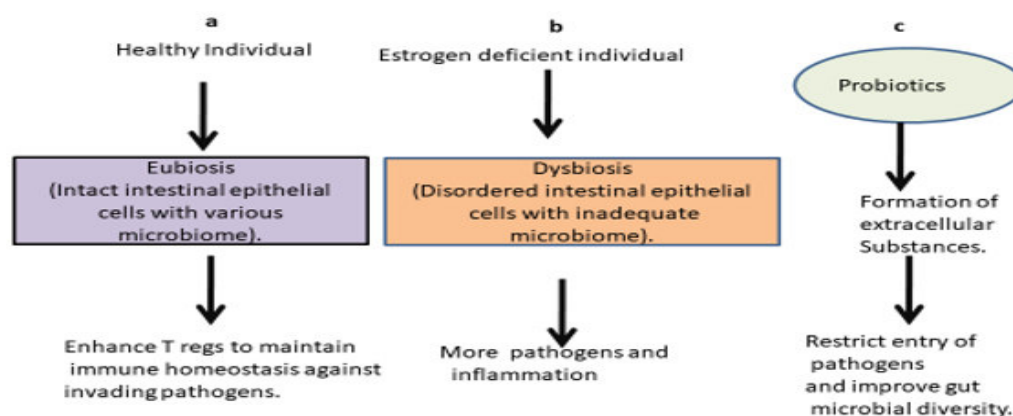 a
Healthy Individual
Eubiosis
(Intact intestinal epithelial
cells with various
microbiome).
Enhance T regs to maintain
immune homeostasis against
invading pathogens.
b
Estrogen deficient individual
Dysbiosis
(Disordered intestinal epithelial
cells with inadequate
microbiome).
More pathogens and
inflammation
c
Probiotics
Formation of
extracellular
Substances.
Restrict entry of
pathogens
and improve gut
microbial diversity.